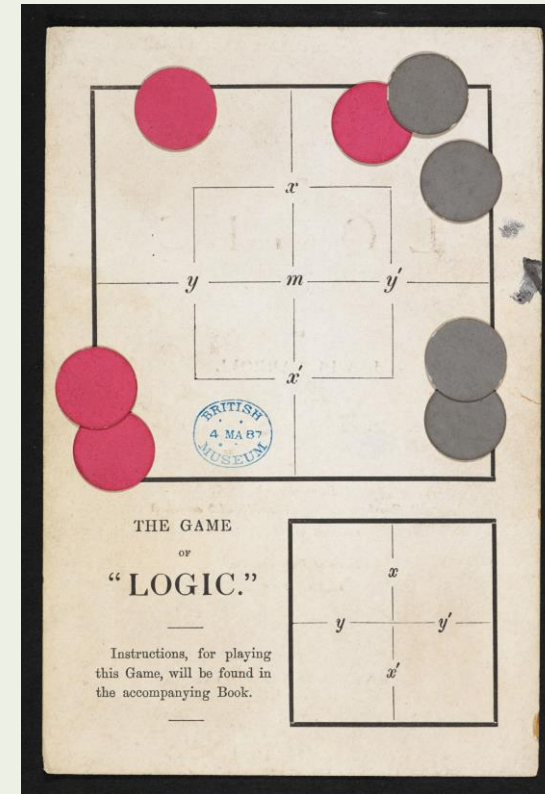 x
y m y′
x′
BRITISH
4 MA 87
MUSEUM
THE GAME
OF
“LOGIC.”
Instructions, for playing
this Game, will be found in
the accompanying Book.
x
y y′
x′